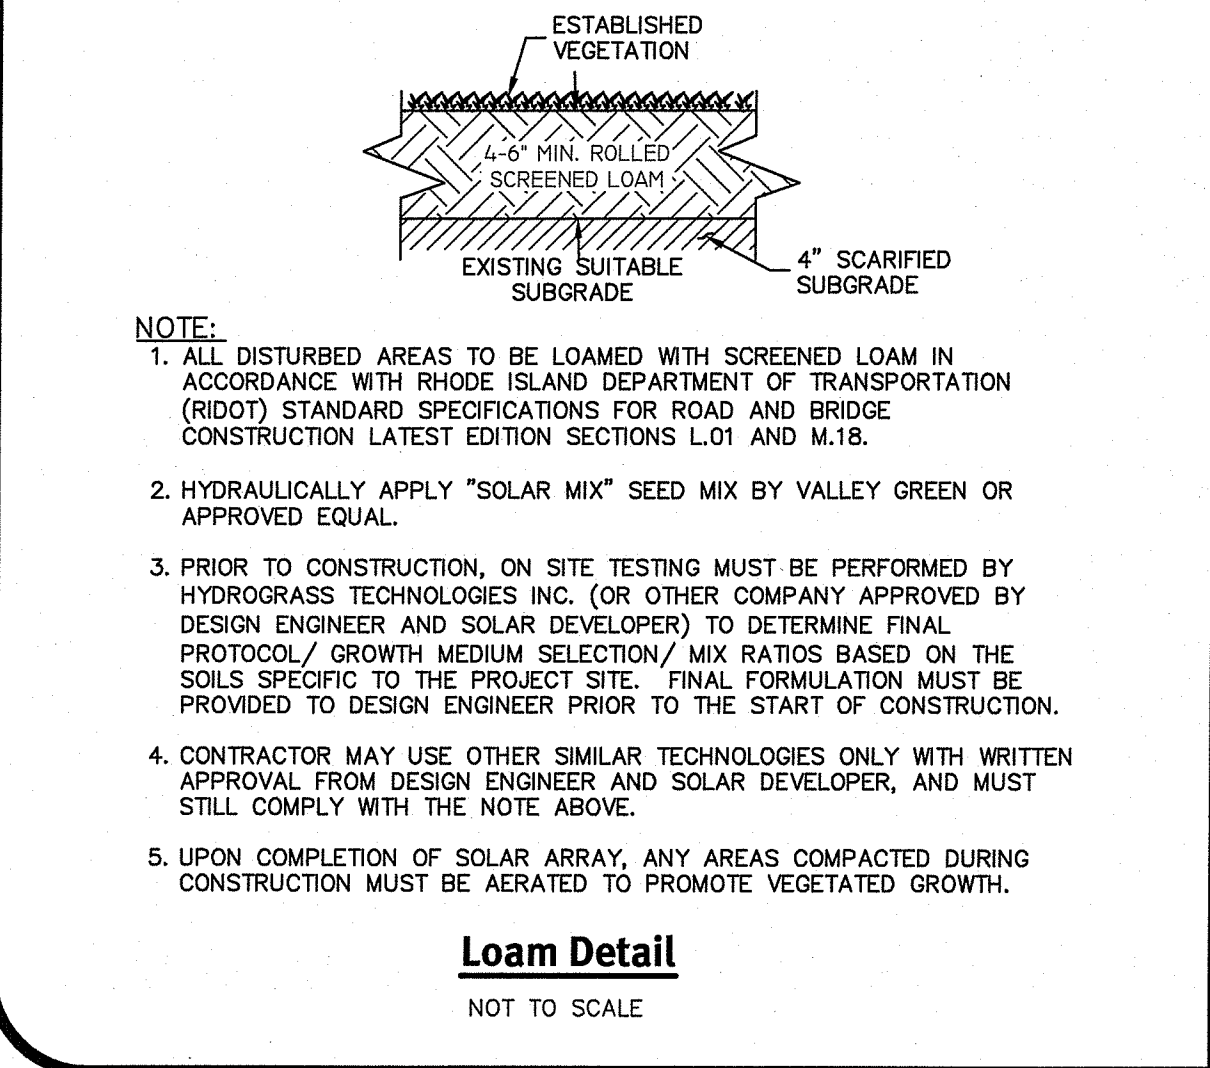 ESTABLISHED
VEGETATION
4-6" MIN. ROLLED
SCREENED LOAM
EXISTING SUITABLE
SUBGRADE
4" SCARIFIED
SUBGRADE
NOTE:
1. ALL DISTURBED AREAS TO BE LOAMED WITH SCREENED LOAM IN
ACCORDANCE WITH RHODE ISLAND DEPARTMENT OF TRANSPORTATION
(RIDOT) STANDARD SPECIFICATIONS FOR ROAD AND BRIDGE
CONSTRUCTION LATEST EDITION SECTIONS L.01 AND M.18.
2. HYDRAULICALLY APPLY "SOLAR MIX" SEED MIX BY VALLEY GREEN OR
APPROVED EQUAL.
3. PRIOR TO CONSTRUCTION, ON SITE TESTING MUST BE PERFORMED BY
HYDROGRASS TECHNOLOGIES INC. (OR OTHER COMPANY APPROVED BY
DESIGN ENGINEER AND SOLAR DEVELOPER) TO DETERMINE FINAL
PROTOCOL/ GROWTH MEDIUM SELECTION/ MIX RATIOS BASED ON THE
SOILS SPECIFIC TO THE PROJECT SITE. FINAL FORMULATION MUST BE
PROVIDED TO DESIGN ENGINEER PRIOR TO THE START OF CONSTRUCTION.
4. CONTRACTOR MAY USE OTHER SIMILAR TECHNOLOGIES ONLY WITH WRITTEN
APPROVAL FROM DESIGN ENGINEER AND SOLAR DEVELOPER, AND MUST
STILL COMPLY WITH THE NOTE ABOVE.
5. UPON COMPLETION OF SOLAR ARRAY, ANY AREAS COMPACTED DURING
CONSTRUCTION MUST BE AERATED TO PROMOTE VEGETATED GROWTH.
Loam Detail
NOT TO SCALE